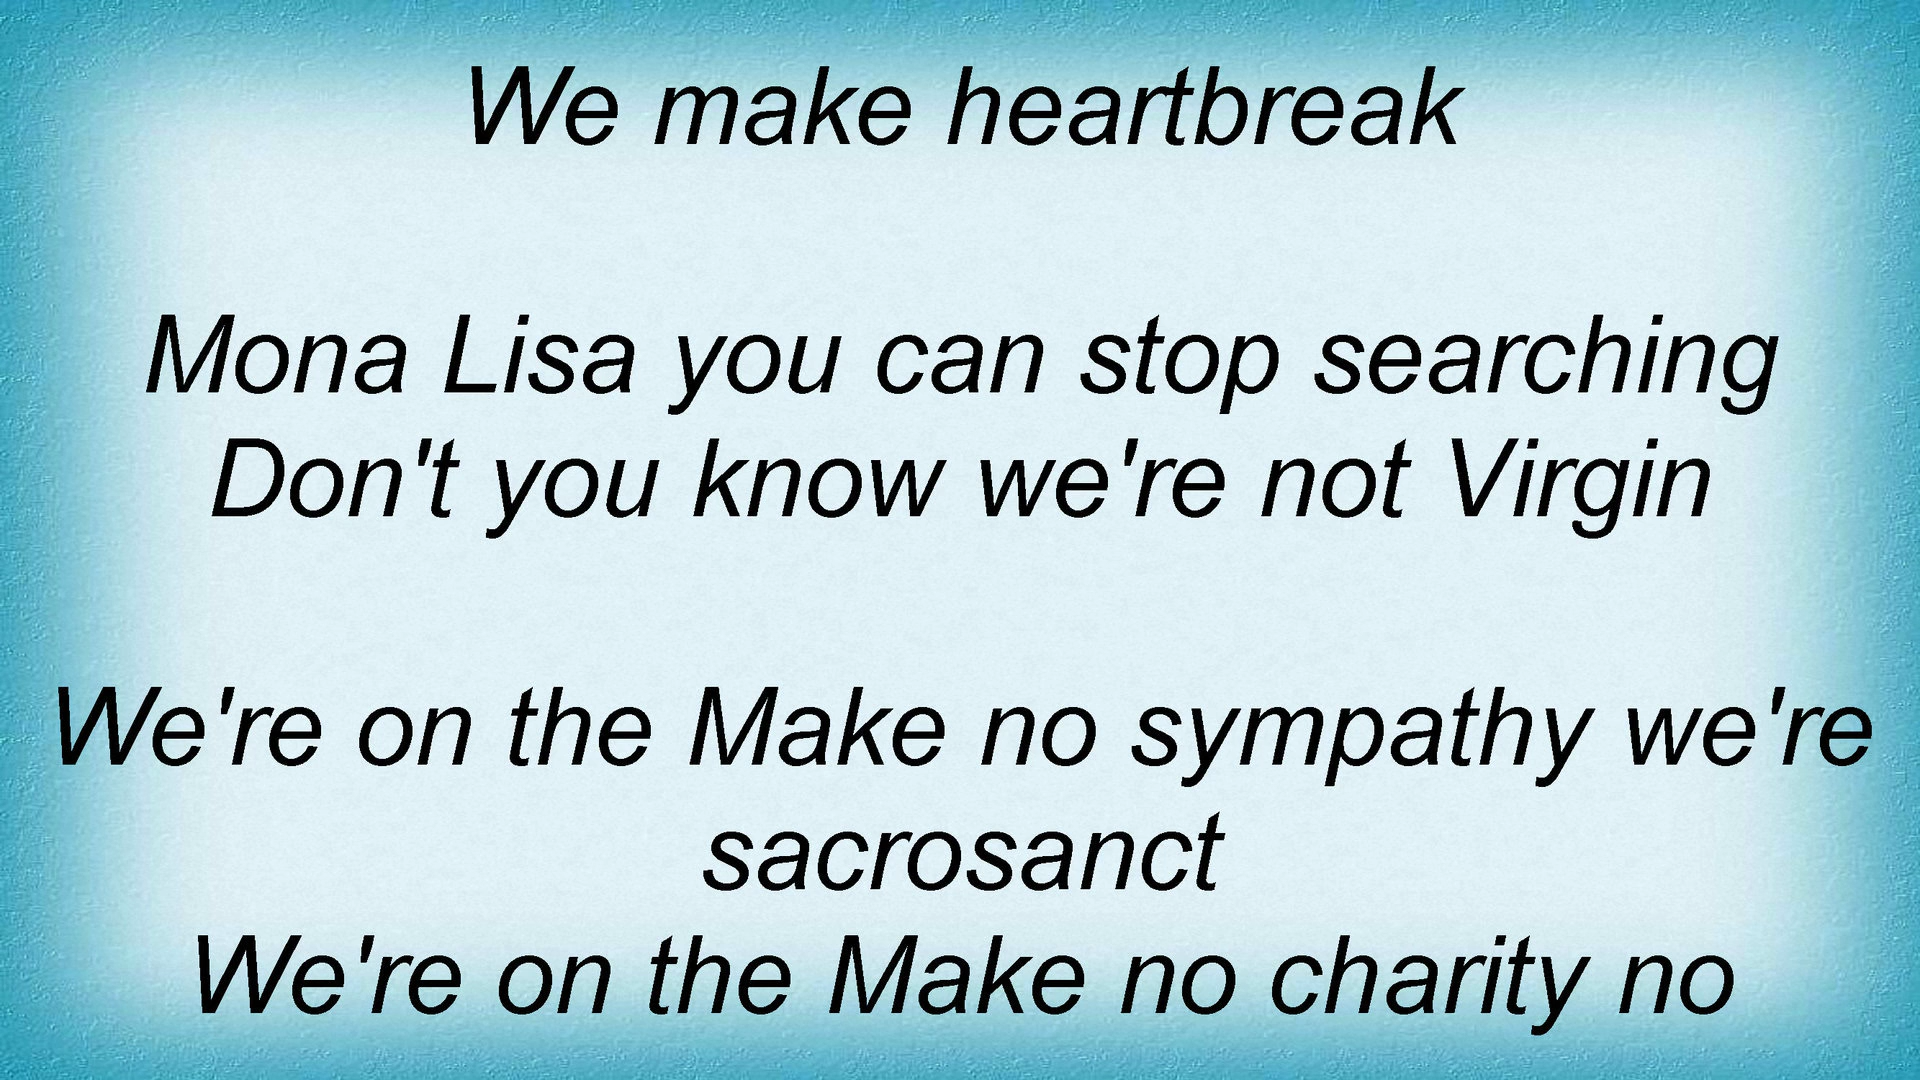 We make heartbreak
Mona Lisa you can stop searching
Don't you know we're not Virgin
We're on the Make no sympathy we're
sacrosanct
We're on the Make no charity no